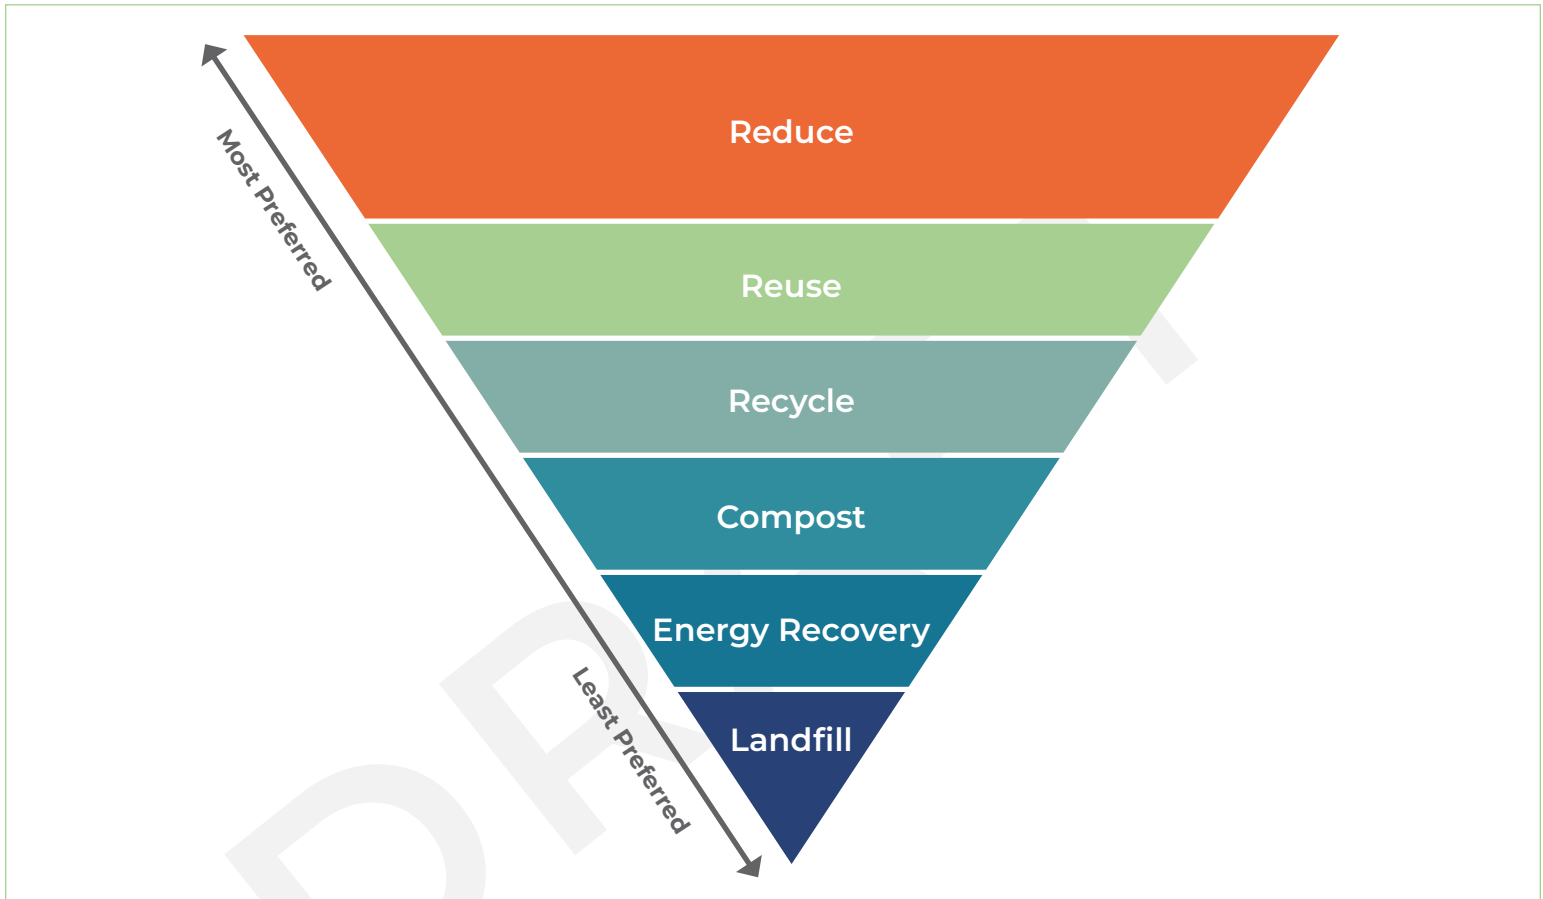 Reduce
Most Preferred
Reuse
Recycle
Compost
Energy Recovery
Least Preferred
Landfill